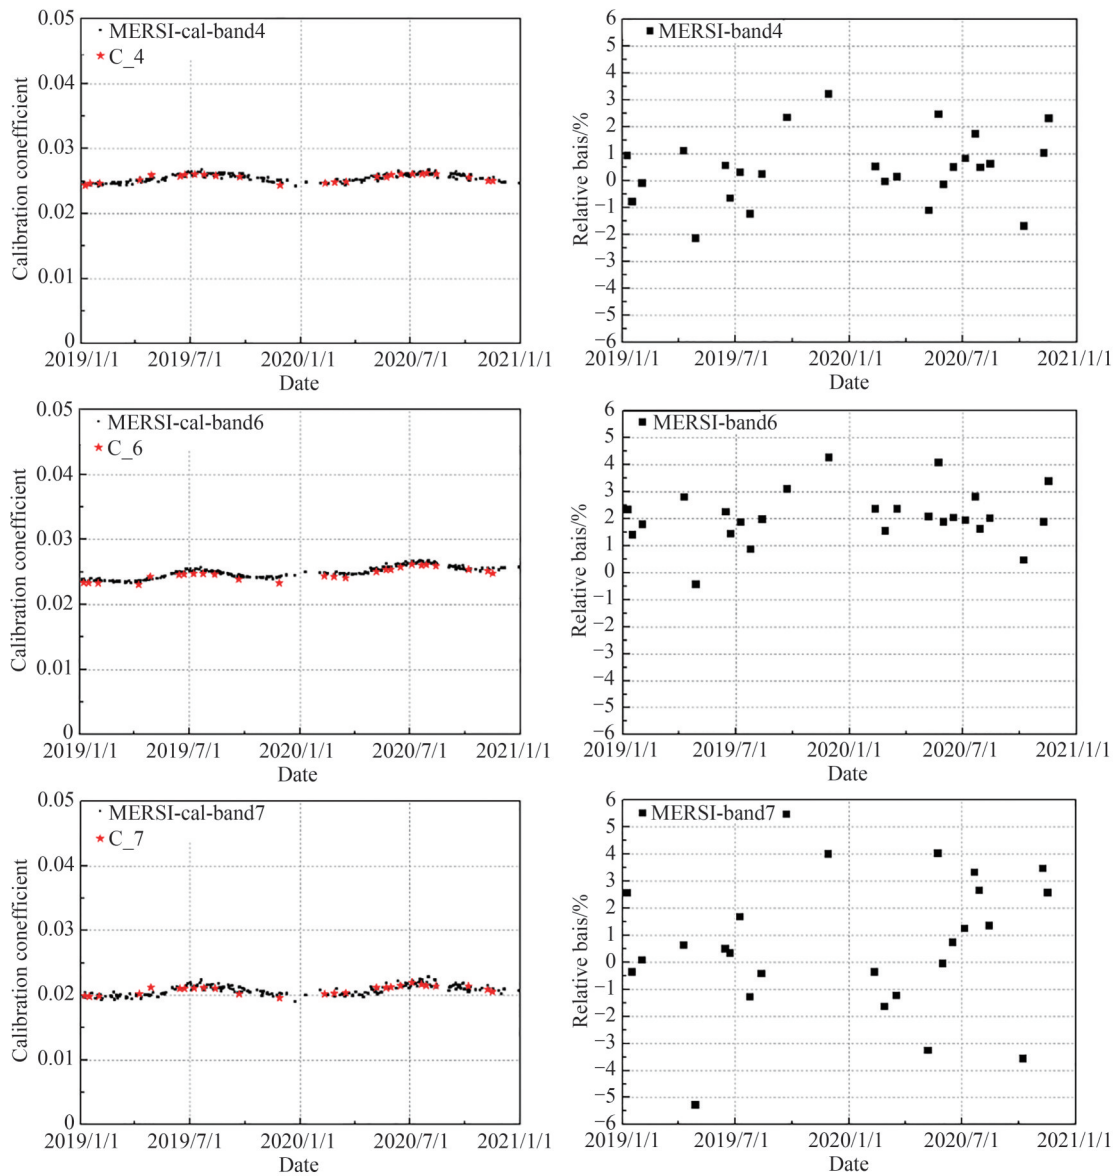 0.05
MERSI-cal-band4
C_4
0.04
0.03
0.02
0.01
0
Calibration conefficient
2019/1/1 2019/7/1 2020/1/1 2020/7/1 2021/1/1
Date
6
MERSI-band4
5
4
3
2
1
0
−1
−2
−3
−4
−5
−6
Relative bais/%
2019/1/1 2019/7/1 2020/1/1 2020/7/1 2021/1/1
Date
0.05
MERSI-cal-band6
C_6
0.04
0.03
0.02
0.01
0
Calibration conefficient
2019/1/1 2019/7/1 2020/1/1 2020/7/1 2021/1/1
Date
6
MERSI-band6
5
4
3
2
1
0
−1
−2
−3
−4
−5
−6
Relative bais/%
2019/1/1 2019/7/1 2020/1/1 2020/7/1 2021/1/1
Date
0.05
MERSI-cal-band7
C_7
0.04
0.03
0.02
0.01
0
Calibration conefficient
2019/1/1 2019/7/1 2020/1/1 2020/7/1 2021/1/1
Date
6
MERSI-band7
5
4
3
2
1
0
−1
−2
−3
−4
−5
−6
Relative bais/%
2019/1/1 2019/7/1 2020/1/1 2020/7/1 2021/1/1
Date